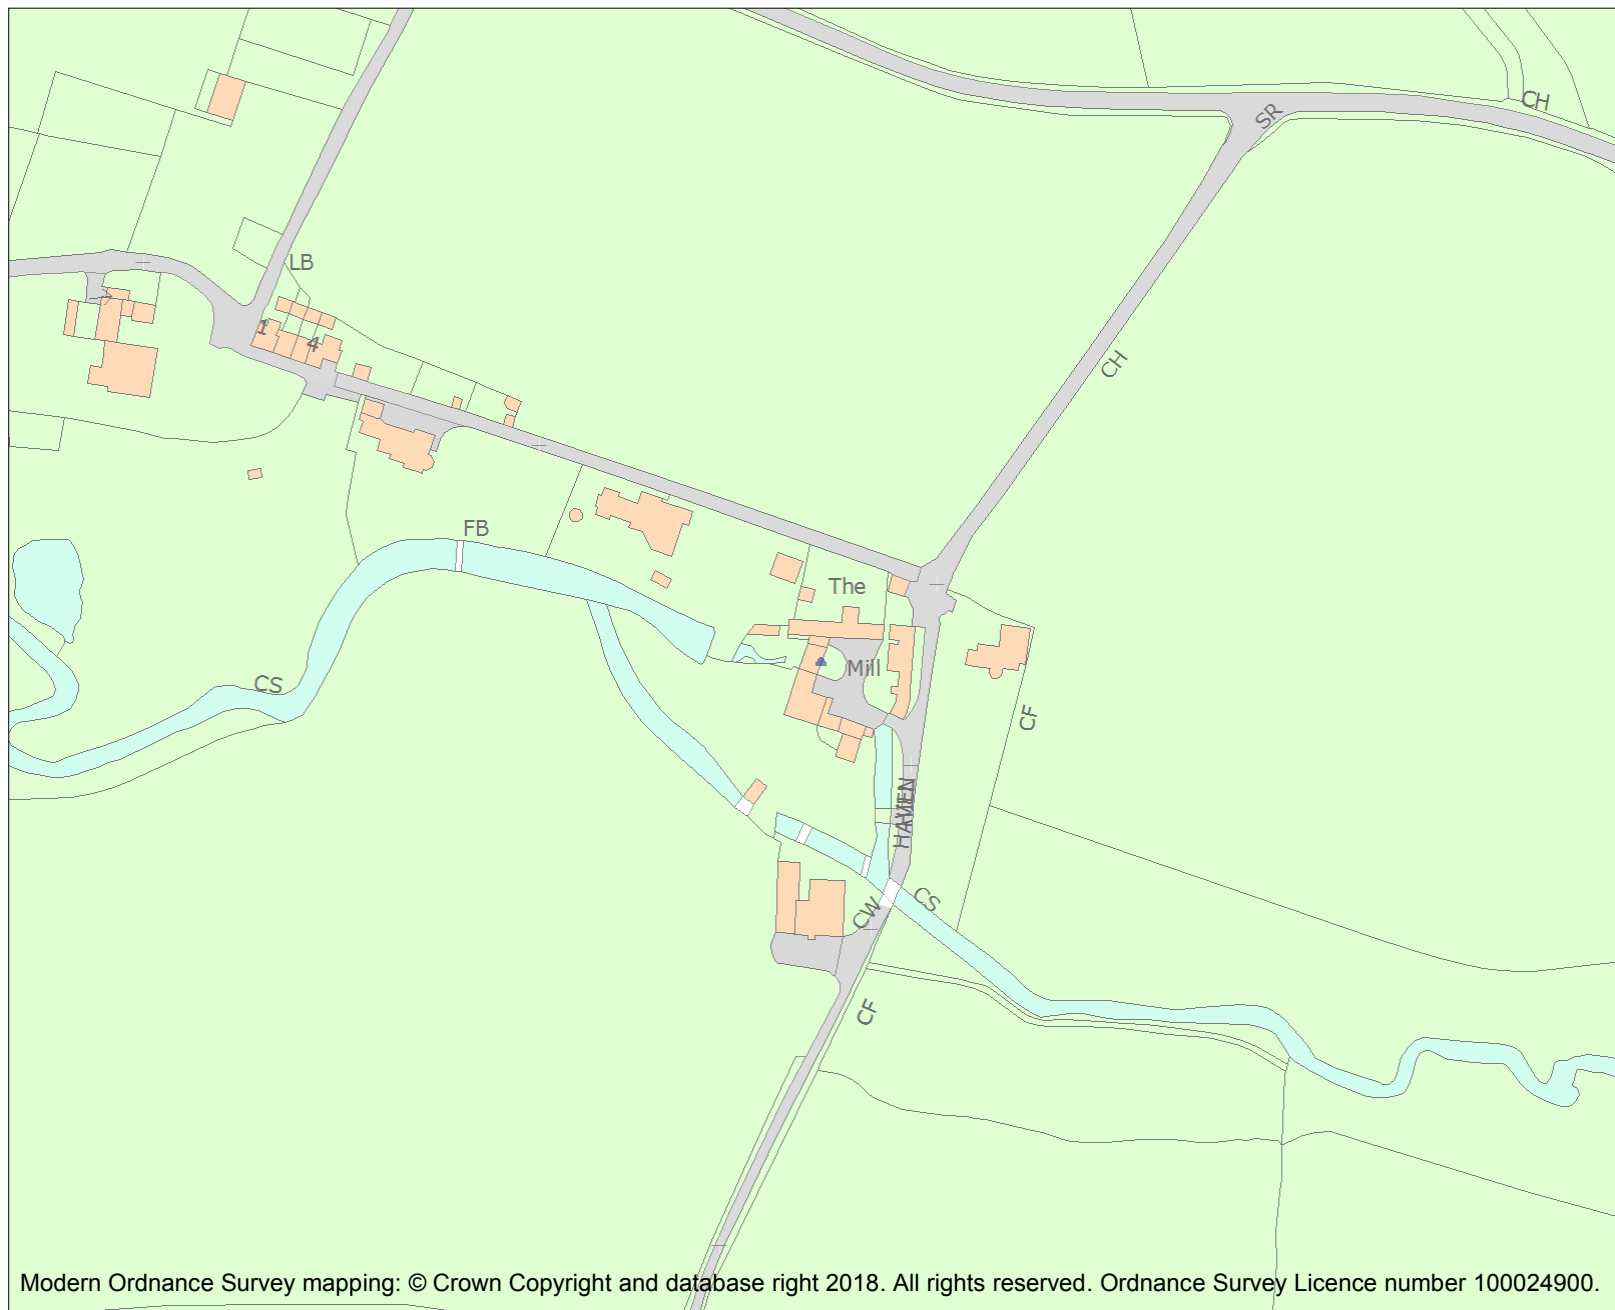 CH
SR
LB
1
4
CH
FB
The
Mill
CS
CF
HAVEN
CS
CW
CF
Modern Ordnance Survey mapping: © Crown Copyright and database right 2018. All rights reserved. Ordnance Survey Licence number 100024900.